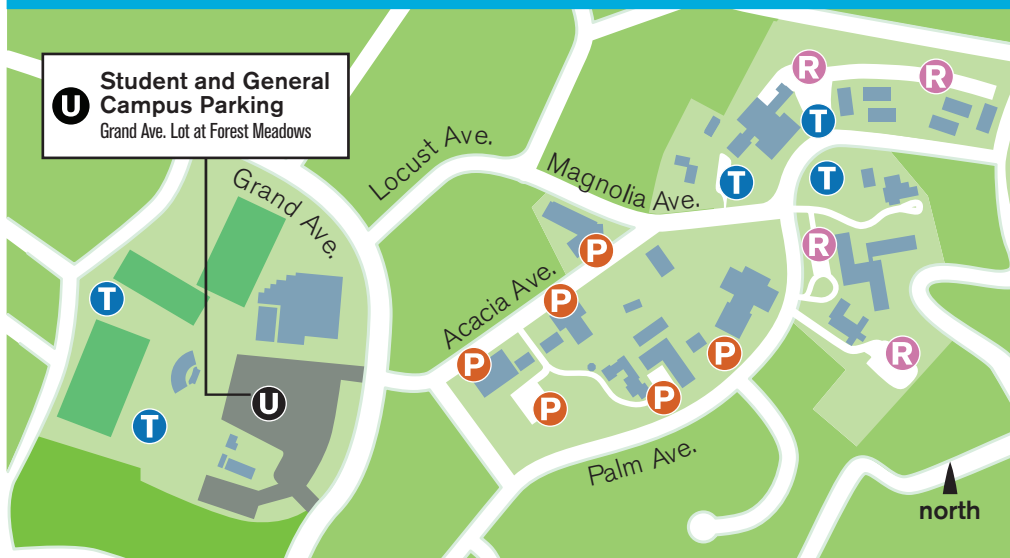 U
Student and General
Campus Parking
Grand Ave. Lot at Forest Meadows
R
R
T
Locust Ave.
Magnolia Ave.
T
T
Grand Ave.
P
R
T
Acacia Ave.
P
P
P
R
U
P
P
T
Palm Ave.
north